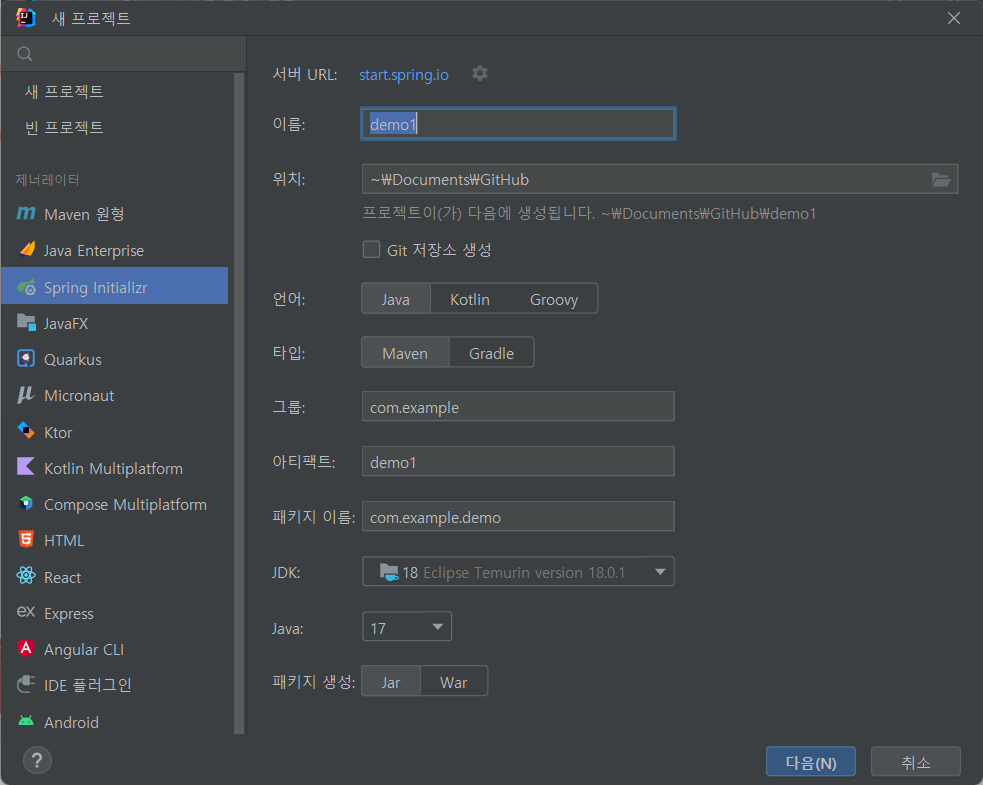 새 프로젝트
새 프로젝트
빈 프로젝트
제너레이터
Maven 원형
Java Enterprise
Spring Initializr
JavaFX
Quarkus
Micronaut
Ktor
Kotlin Multiplatform
Compose Multiplatform
HTML
React
Express
Angular CLI
IDE 플러그인
Android
서버 URL: start.spring.io
이름: demo1
위치: ~₩Documents₩GitHub
프로젝트이(가) 다음에 생성됩니다. ~₩Documents₩GitHub₩demo1
Git 저장소 생성
언어: Java Kotlin Groovy
타입: Maven Gradle
그룹: com.example
아티팩트: demo1
패키지 이름: com.example.demo
JDK: 18 Eclipse Temurin version 18.0.1
Java: 17
패키지 생성: Jar War
? 다음(N) 취소